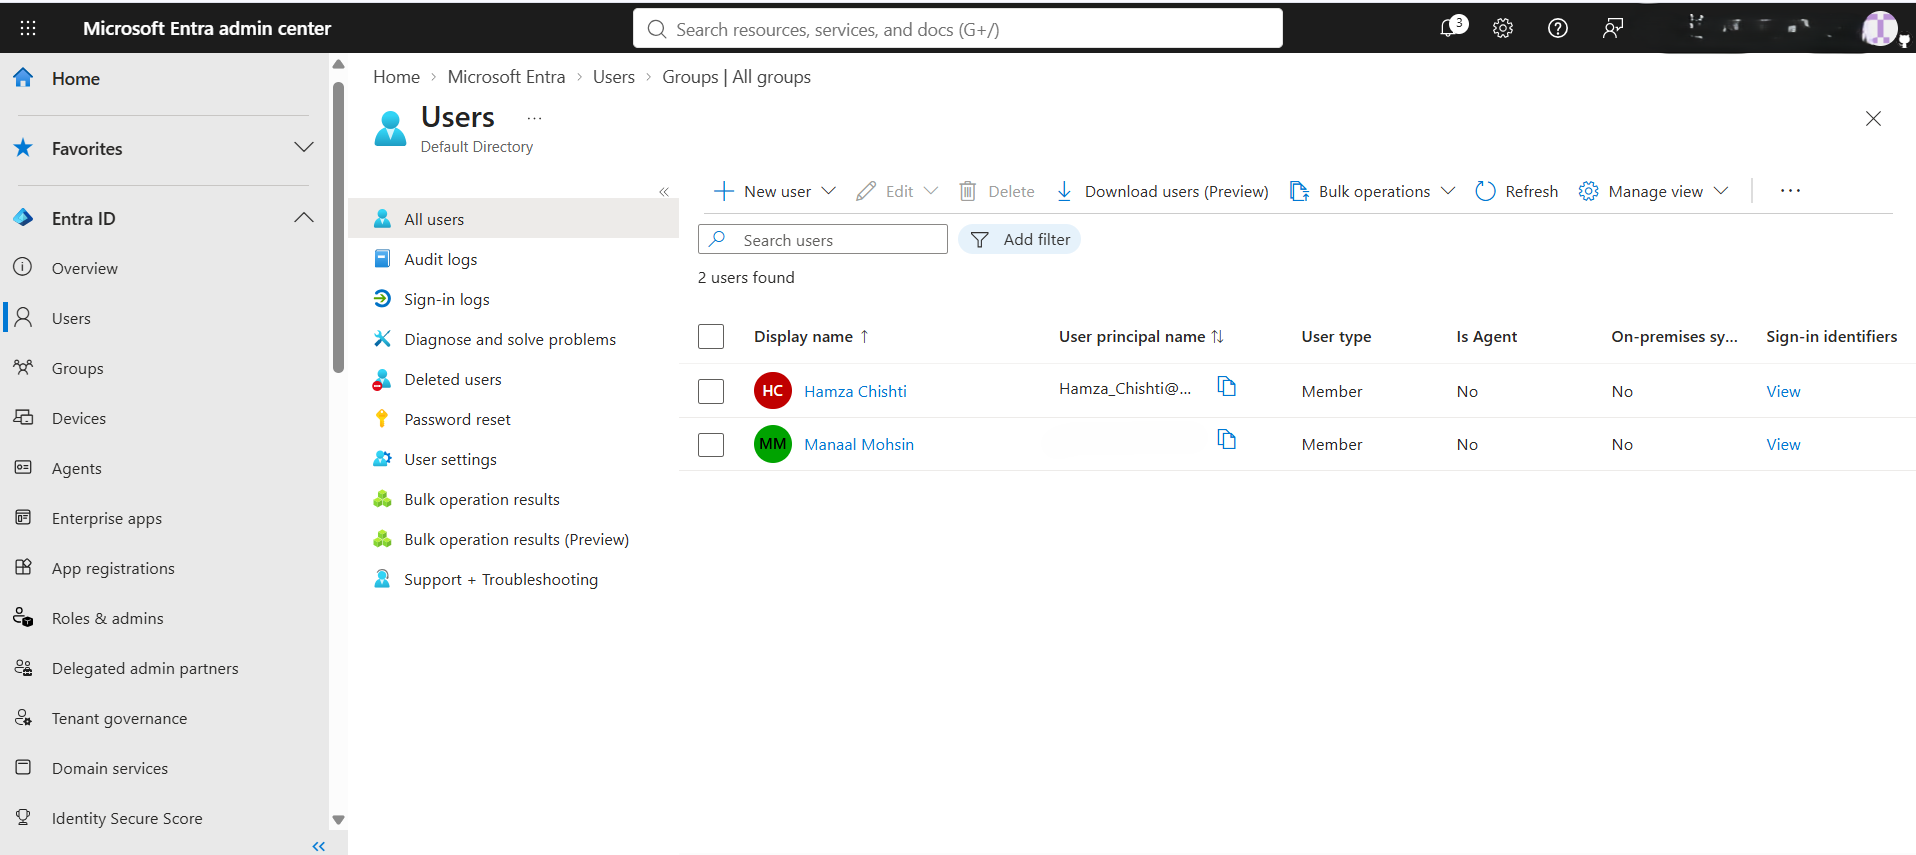 Microsoft Entra admin center
Search resources, services, and docs (G+/)
3
Home
Favorites
Entra ID
Overview
Users
Groups
Devices
Agents
Enterprise apps
App registrations
Roles & admins
Delegated admin partners
Tenant governance
Domain services
Identity Secure Score
Home > Microsoft Entra > Users > Groups | All groups
Users ...
Default Directory
All users
Audit logs
Sign-in logs
Diagnose and solve problems
Deleted users
Password reset
User settings
Bulk operation results
Bulk operation results (Preview)
Support + Troubleshooting
New user Edit Delete Download users (Preview) Bulk operations Refresh Manage view ...
Search users Add filter
2 users found
Display name ↑ User principal name ↑↓ User type Is Agent On-premises sy... Sign-in identifiers
HC Hamza Chishti Hamza_Chishti@... Member No No View
MM Manaal Mohsin Member No No View